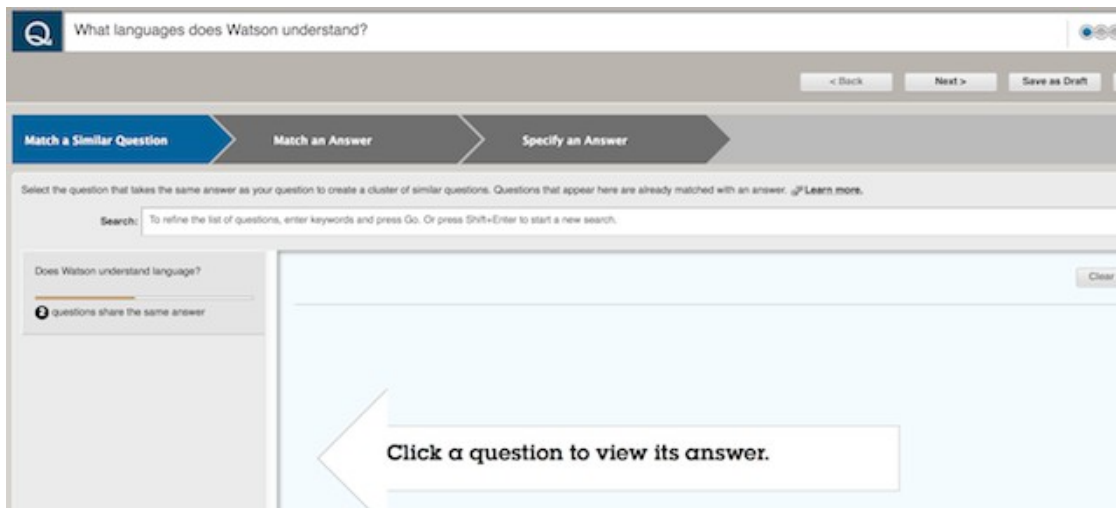 Q
What languages does Watson understand?
< Back
Next >
Save as Draft
Match a Similar Question
Match an Answer
Specify an Answer
Select the question that takes the same answer as your question to create a cluster of similar questions. Questions that appear here are already matched with an answer. Learn more.
Search: To refine the list of questions, enter keywords and press Go. Or press Shift+Enter to start a new search.
Does Watson understand language?
2 questions share the same answer
Clear
Click a question to view its answer.